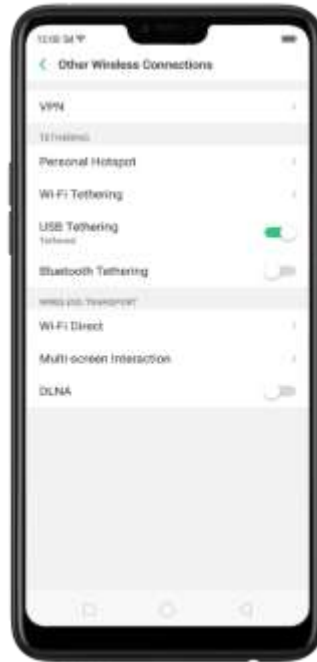 Other Wireless Connections
VPN
TETHERING
Personal Hotspot
Wi-Fi Tethering
USB Tethering
Tethered
Bluetooth Tethering
WIRELESS TRANSPORT
Wi-Fi Direct
Multi-screen Interaction
DLNA